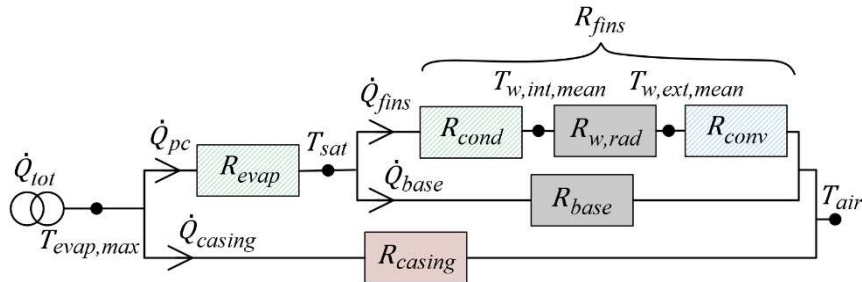 R_fins
T_w,int,mean T_w,ext,mean
Q̇_fins
R_cond R_w,rad R_conv
Q̇_pc T_sat
Q̇_tot R_evap
Q̇_base
R_base T_air
T_evap,max Q̇_casing
R_casing